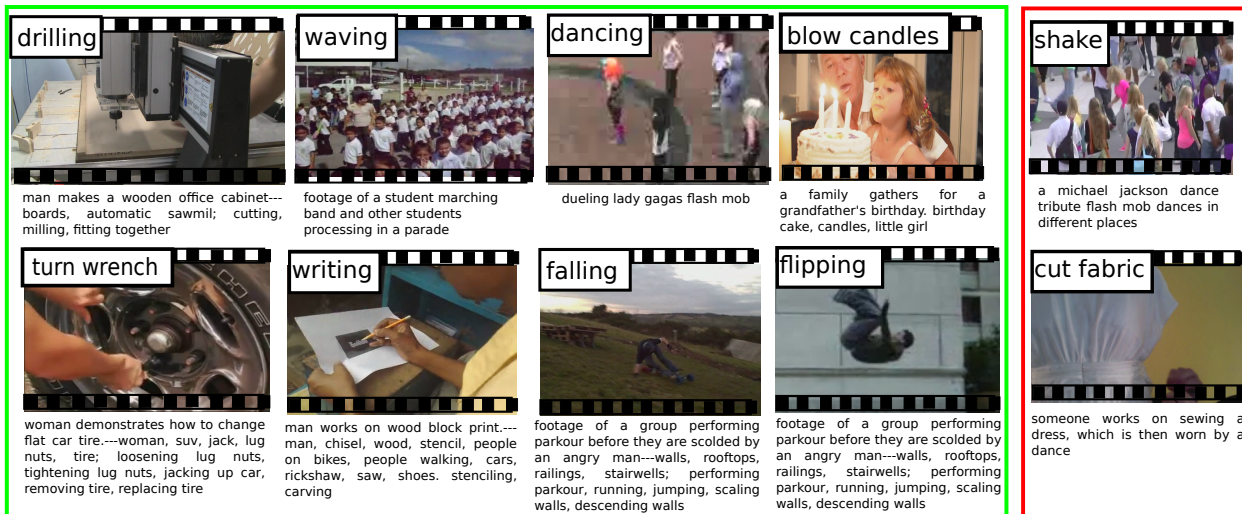 drilling
waving
dancing
blow candles
shake
man makes a wooden office cabinet---
boards, automatic sawmil; cutting,
milling, fitting together
footage of a student marching
band and other students
processing in a parade
dueling lady gagas flash mob
a family gathers for a
grandfather's birthday. birthday
cake, candles, little girl
a michael jackson dance
tribute flash mob dances in
different places
turn wrench
writing
falling
flipping
cut fabric
woman demonstrates how to change
flat car tire.---woman, suv, jack, lug
nuts, tire; loosening lug nuts,
tightening lug nuts, jacking up car,
removing tire, replacing tire
man works on wood block print.---
man, chisel, wood, stencil, people
on bikes, people walking, cars,
rickshaw, saw, shoes. stenciling,
carving
footage of a group performing
parkour before they are scolded by
an angry man---walls, rooftops,
railings, stairwells; performing
parkour, running, jumping, scaling
walls, descending walls
footage of a group performing
parkour before they are scolded by
an angry man---walls, rooftops,
railings, stairwells; performing
parkour, running, jumping, scaling
walls, descending walls
someone works on sewing a
dress, which is then worn by a
dance